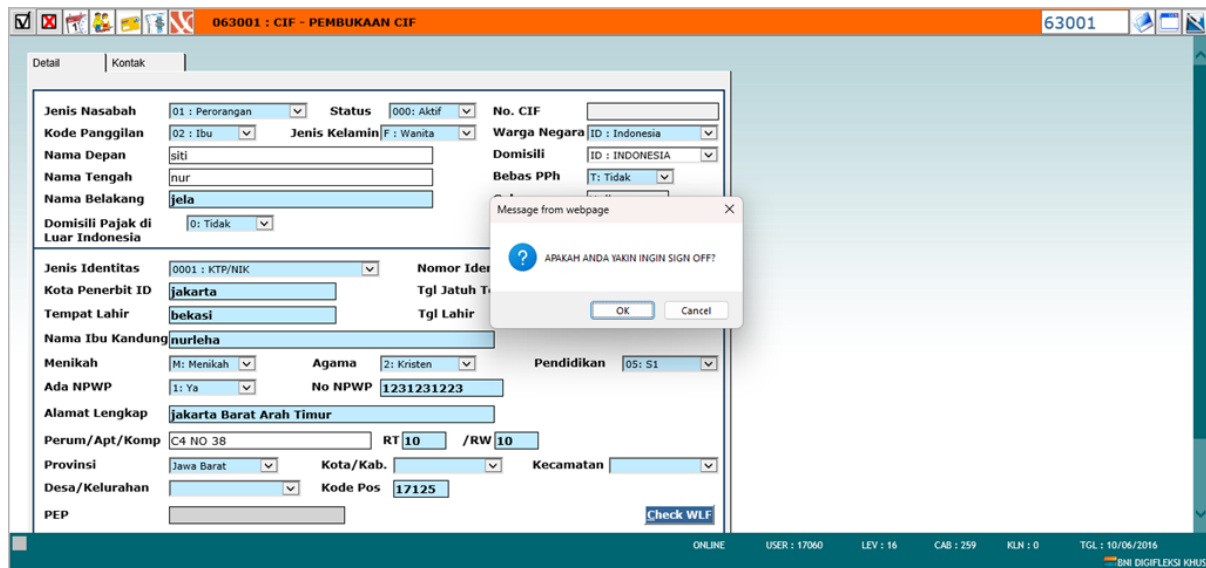 063001 : CIF - PEMBUKAAN CIF 63001
Detail Kontak
Jenis Nasabah 01 : Perorangan Status 000: Aktif No. CIF
Kode Panggilan 02 : Ibu Jenis Kelamin F : Wanita Warga Negara ID : Indonesia
Nama Depan siti Domisili ID : INDONESIA
Nama Tengah nur Bebas PPh T: Tidak
Nama Belakang jela
Message from webpage
Domisili Pajak di Luar Indonesia 0: Tidak
APAKAH ANDA YAKIN INGIN SIGN OFF?
OK Cancel
Jenis Identitas 0001 : KTP/NIK Nomor
Kota Penerbit ID jakarta Tgl Jatuh
Tempat Lahir bekasi Tgl Lahir
Nama Ibu Kandung nurleha
Menikah M: Menikah Agama 2: Kristen Pendidikan 05: S1
Ada NPWP 1: Ya No NPWP 1231231223
Alamat Lengkap jakarta Barat Arah Timur
Perum/Apt/Komp C4 NO 38 RT 10 /RW 10
Provinsi Jawa Barat Kota/Kab. Kecamatan
Desa/Kelurahan Kode Pos 17125
PEP Check WLF
ONLINE USER : 17060 LEV : 16 CAB : 259 KLN : 0 TGL : 10/06/2016
BNI DIGIFLEKSI KHUS